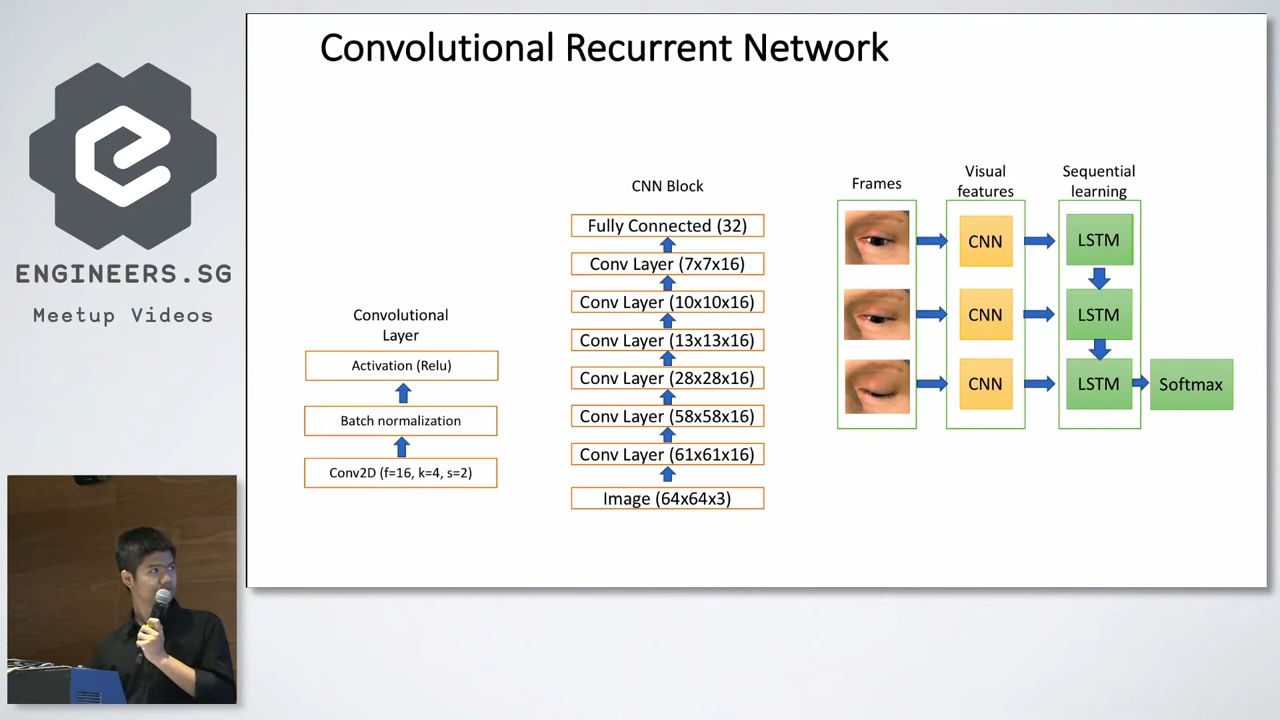 Convolutional Recurrent Network
ENGINEERS.SG
Meetup Videos
Convolutional
Layer
Activation (Relu)
Batch normalization
Conv2D (f=16, k=4, s=2)
CNN Block
Fully Connected (32)
Conv Layer (7x7x16)
Conv Layer (10x10x16)
Conv Layer (13x13x16)
Conv Layer (28x28x16)
Conv Layer (58x58x16)
Conv Layer (61x61x16)
Image (64x64x3)
Frames
Visual
features
Sequential
learning
CNN
LSTM
CNN
LSTM
CNN
LSTM
Softmax